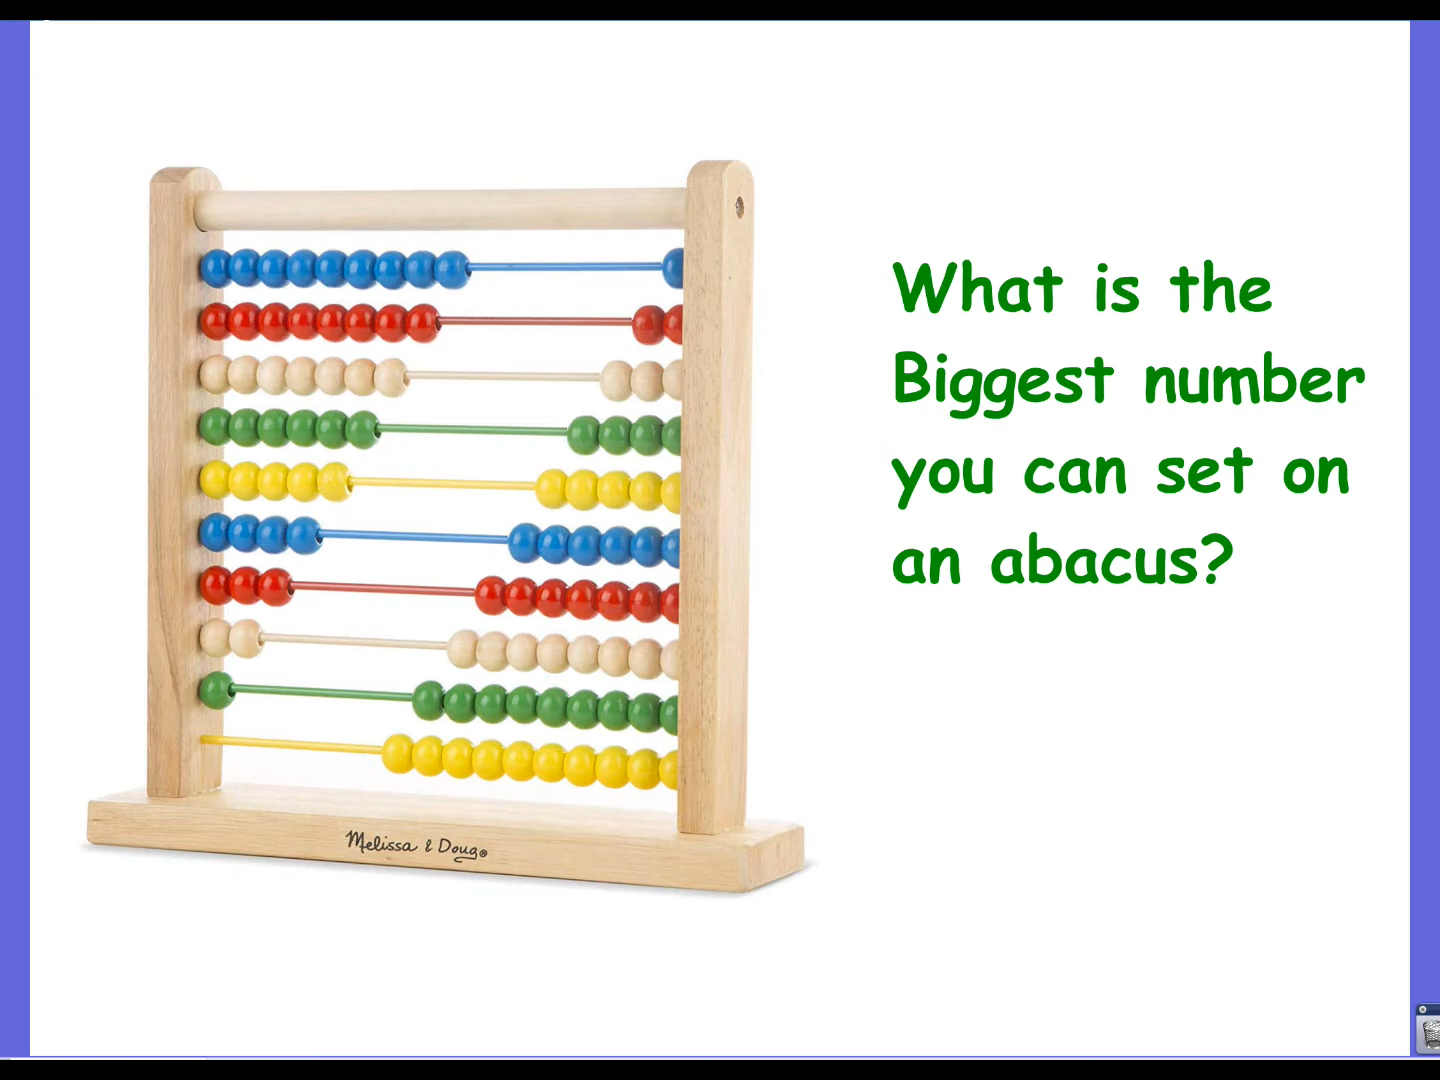 What is the
Biggest number
you can set on
an abacus?
Melissa & Doug®